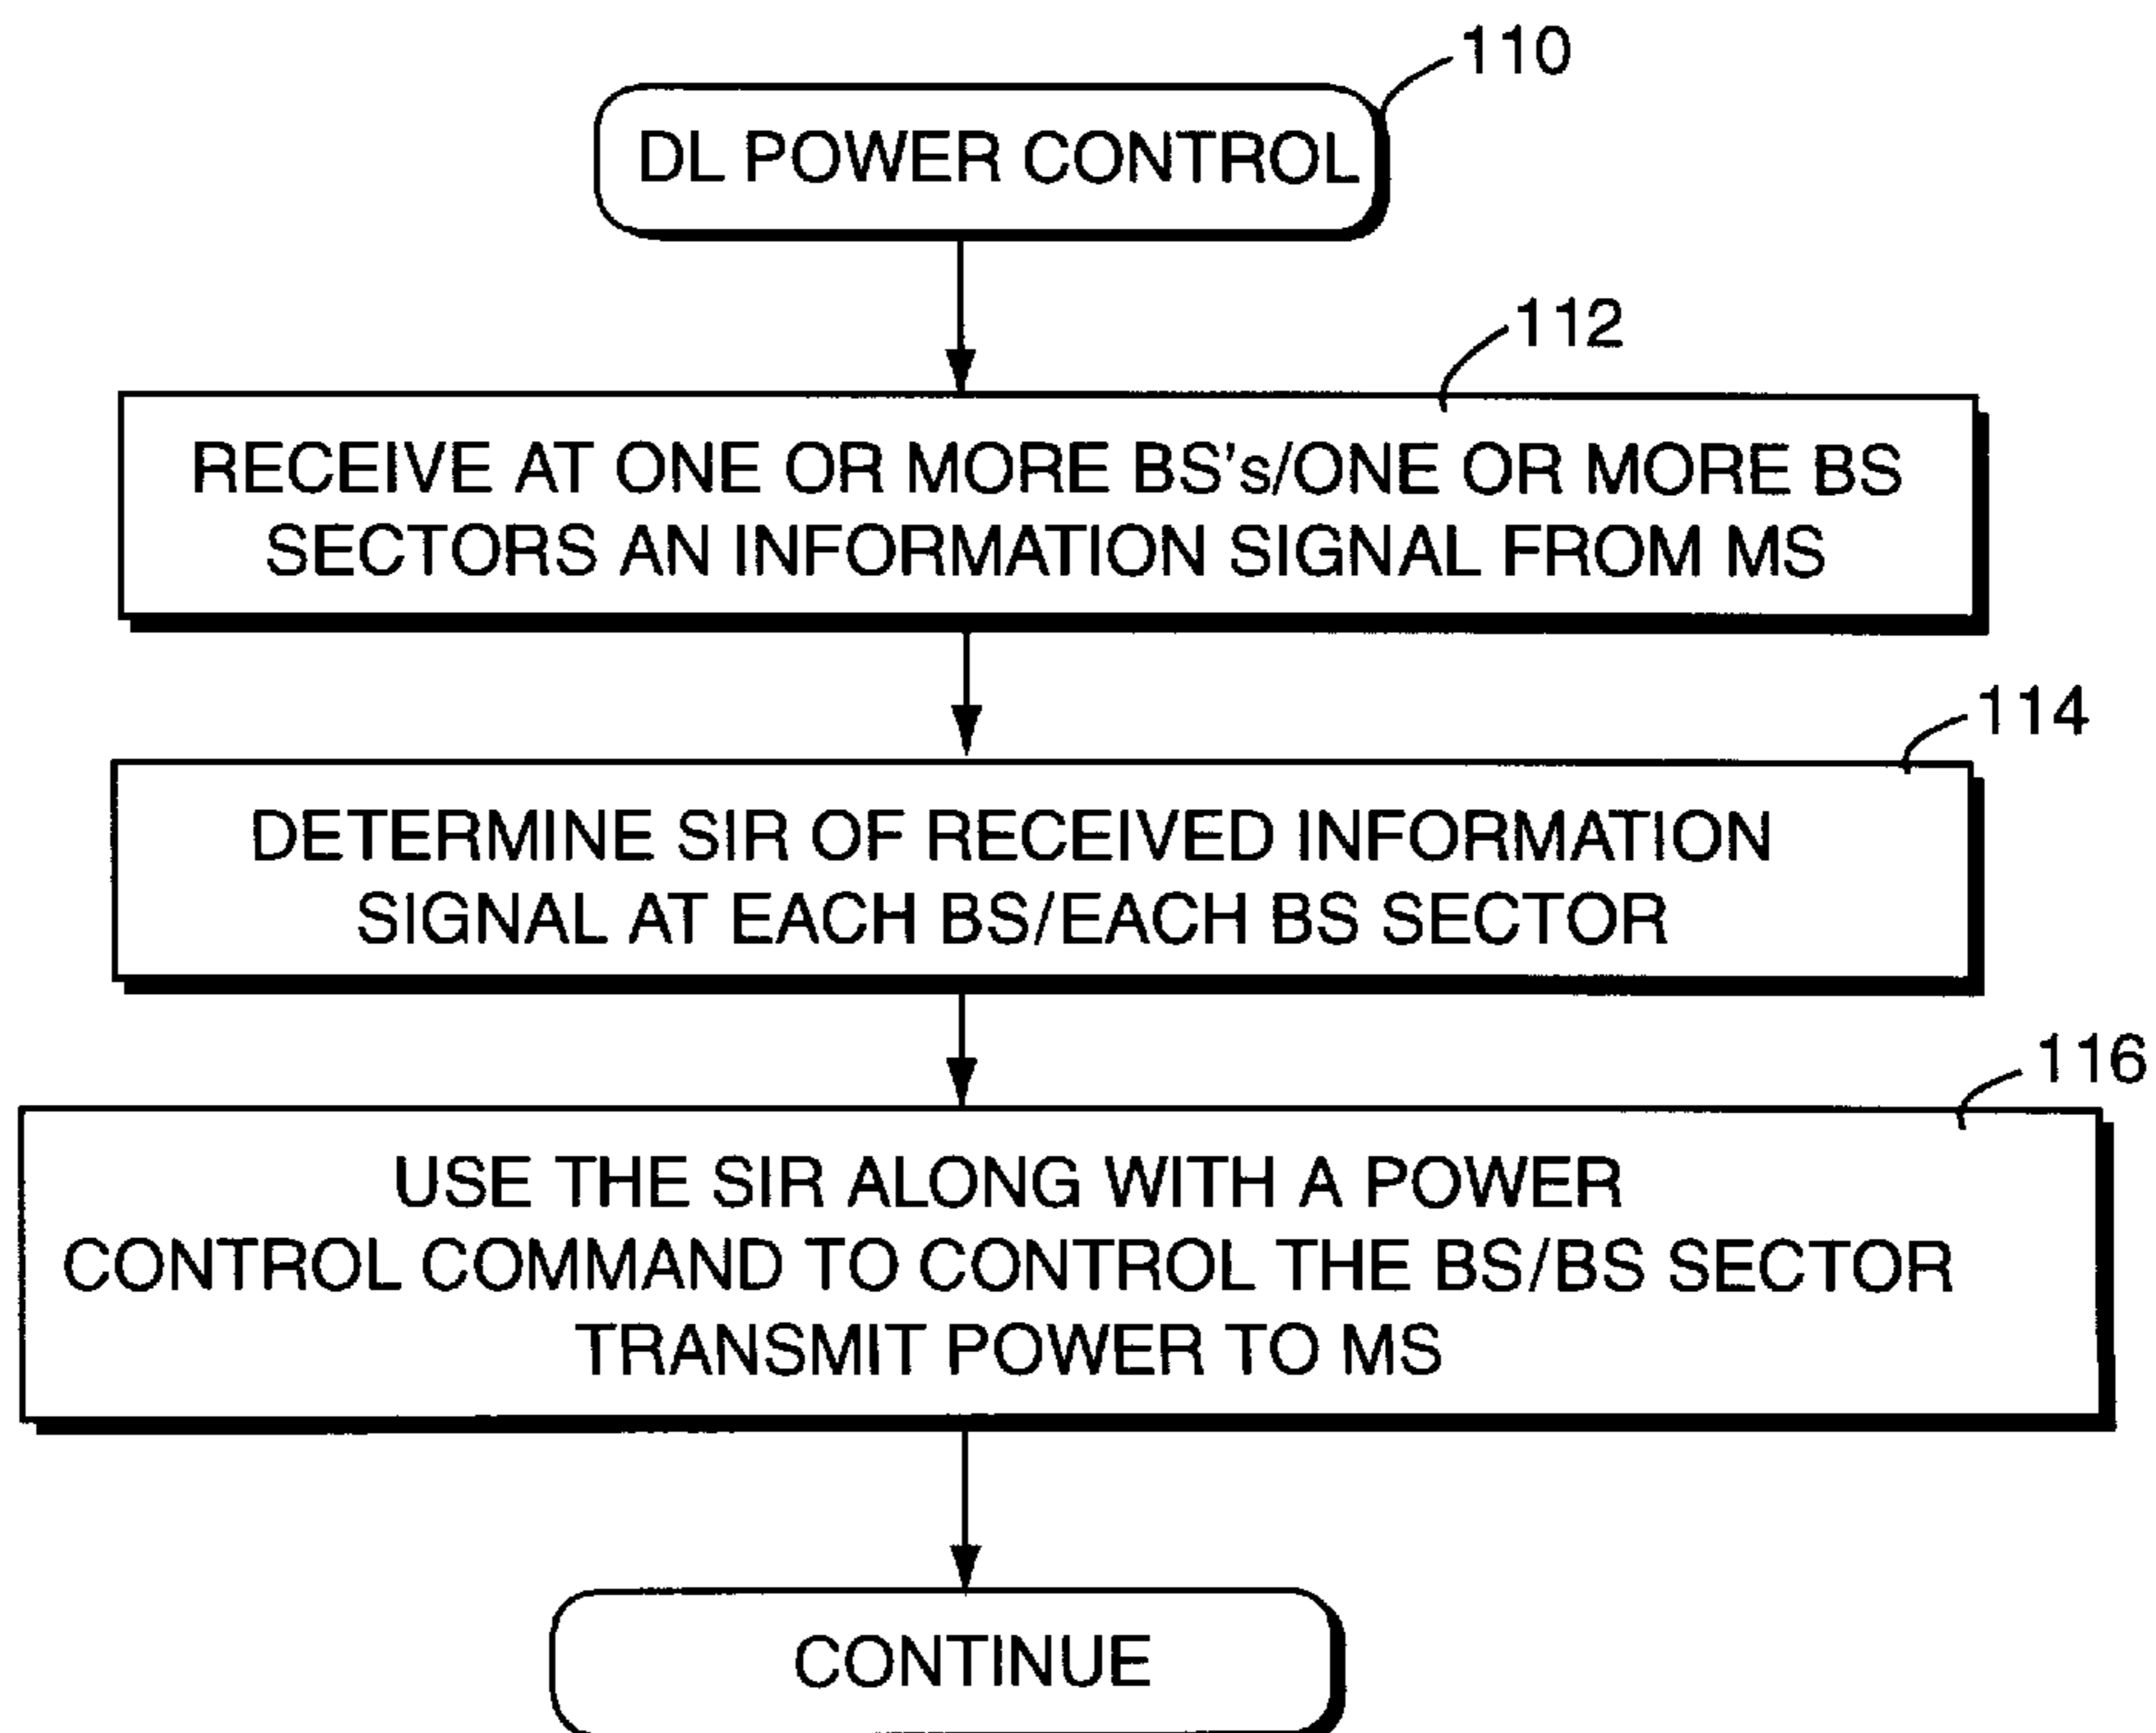 110
DL POWER CONTROL
112
RECEIVE AT ONE OR MORE BS's/ONE OR MORE BS
SECTORS AN INFORMATION SIGNAL FROM MS
114
DETERMINE SIR OF RECEIVED INFORMATION
SIGNAL AT EACH BS/EACH BS SECTOR
116
USE THE SIR ALONG WITH A POWER
CONTROL COMMAND TO CONTROL THE BS/BS SECTOR
TRANSMIT POWER TO MS
CONTINUE